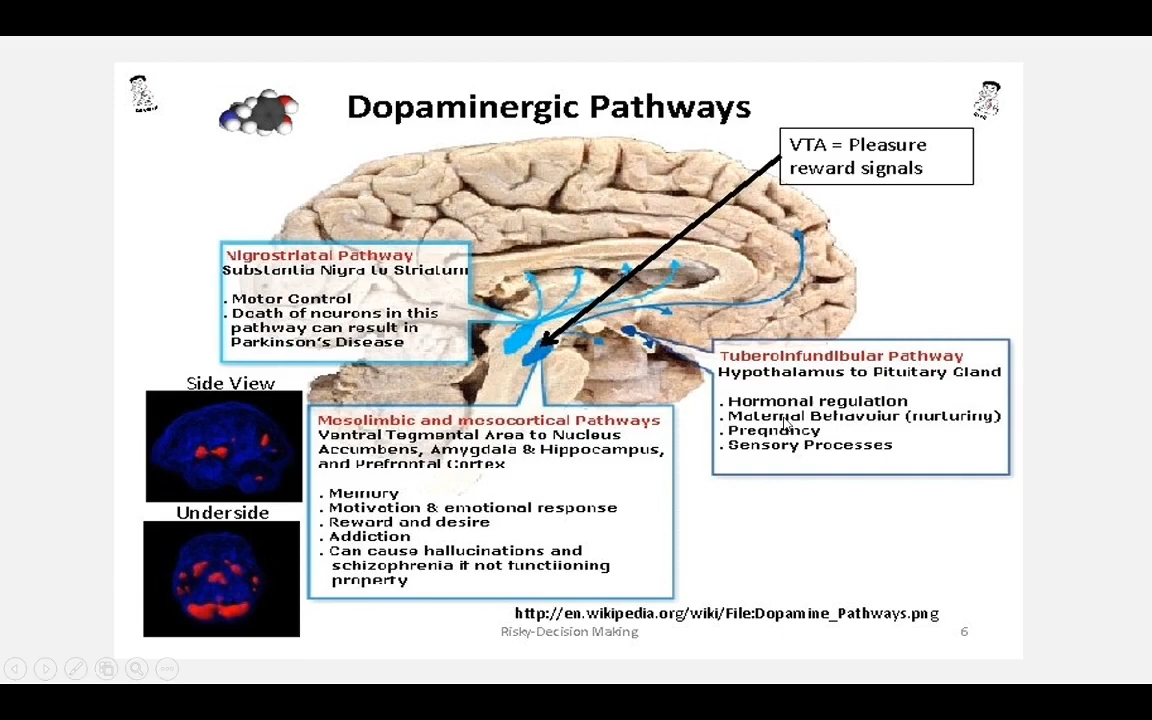 Dopaminergic Pathways
VTA = Pleasure
reward signals
Nigrostriatal Pathway
Substantia Nigra to Striatum
. Motor Control
. Death of neurons in this
pathway can result in
Parkinson's Disease
Side View
Underside
Mesolimbic and mesocortical Pathways
Ventral Tegmental Area to Nucleus
Accumbens, Amygdala & Hippocampus,
and Prefrontal Cortex
. Memory
. Motivation & emotional response
. Reward and desire
. Addiction
. Can cause hallucinations and
schizophrenia if not functiioning
property
Tuberoinfundibular Pathway
Hypothalamus to Pituitary Gland
. Hormonal regulation
. Maternal Behavoiur (nurturing)
. Pregnancy
. Sensory Processes
http://en.wikipedia.org/wiki/File:Dopamine_Pathways.png
Risky-Decision Making
6